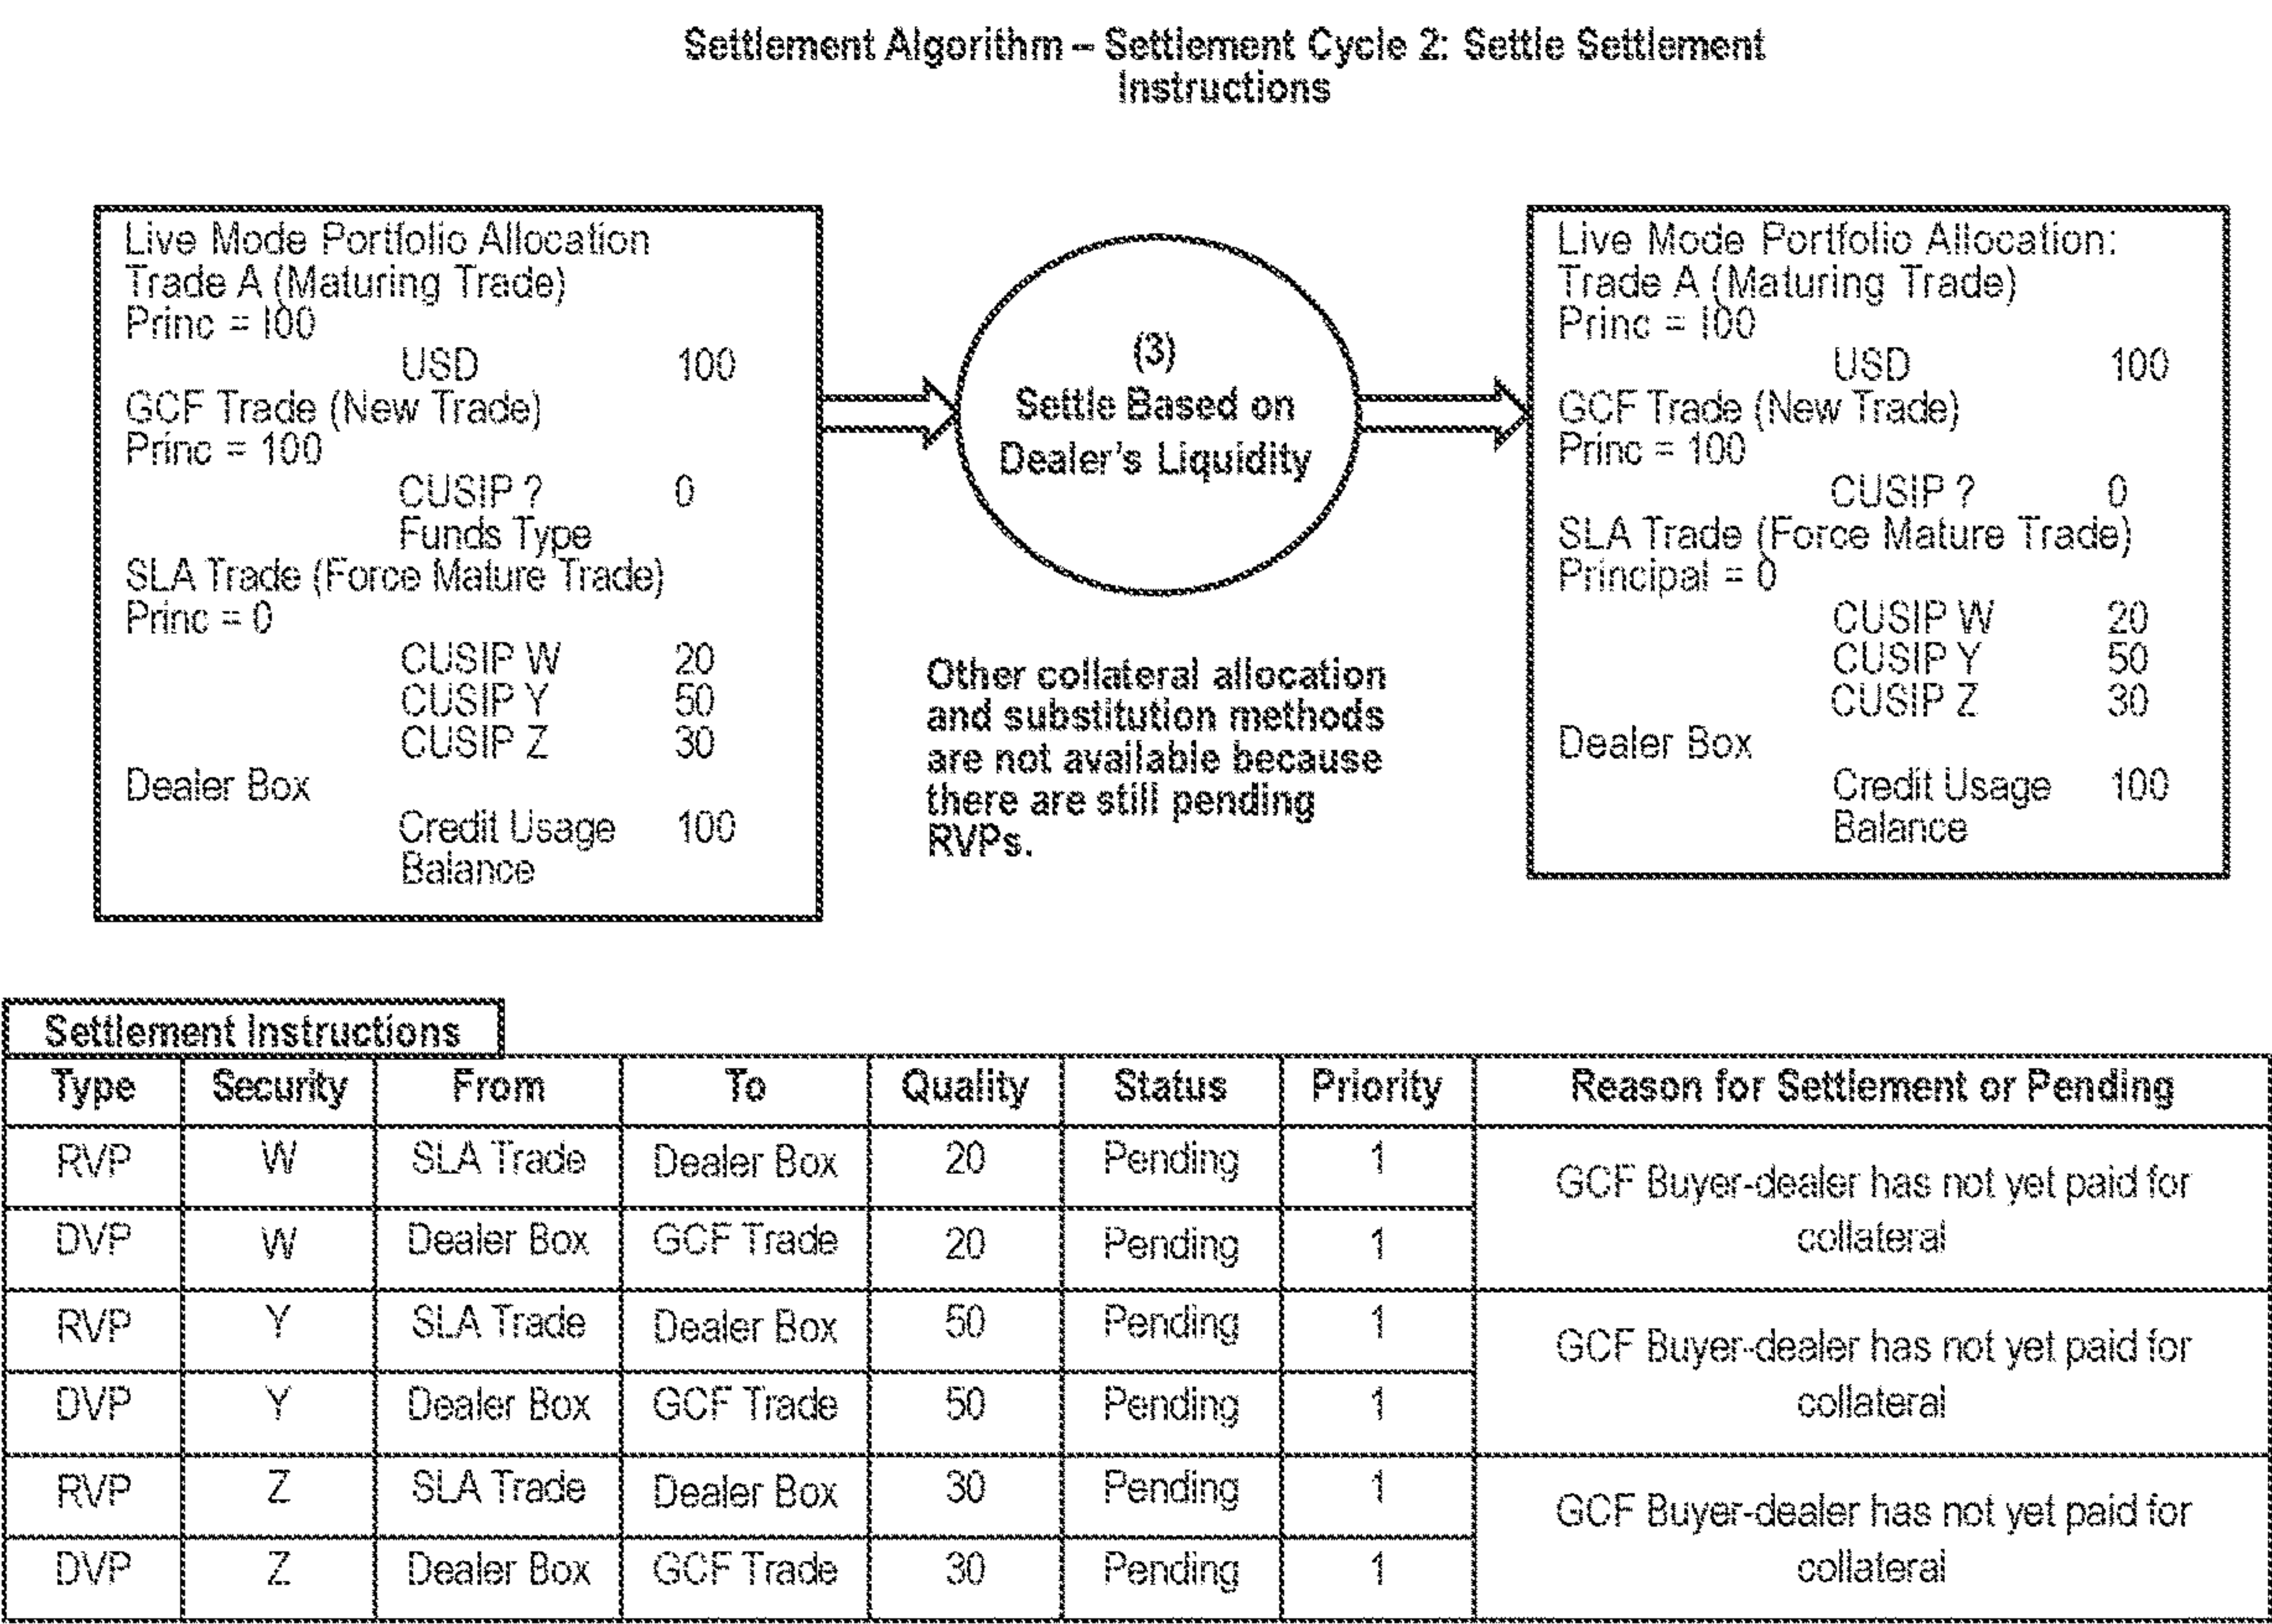 Settlement Algorithm – Settlement Cycle 2: Settle Settlement
Instructions
Live Mode Portfolio Allocation
Trade A (Maturing Trade)
Princ = I00
USD 100
GCF Trade (New Trade)
Princ = 100
CUSIP ? 0
Funds Type
SLA Trade (Force Mature Trade)
Princ = 0
CUSIP W 20
CUSIP Y 50
CUSIP Z 30
Dealer Box
Credit Usage 100
Balance
(3)
Settle Based on
Dealer's Liquidity
Other collateral allocation
and substitution methods
are not available because
there are still pending
RVPs.
Live Mode Portfolio Allocation:
Trade A (Maturing Trade)
Princ = I00
USD 100
GCF Trade (New Trade)
Princ = 100
CUSIP ? 0
SLA Trade (Force Mature Trade)
Principal = 0
CUSIP W 20
CUSIP Y 50
CUSIP Z 30
Dealer Box
Credit Usage 100
Balance
Settlement Instructions
Type Security From To Quality Status Priority Reason for Settlement or Pending
RVP W SLA Trade Dealer Box 20 Pending 1
GCF Buyer-dealer has not yet paid for
collateral
DVP W Dealer Box GCF Trade 20 Pending 1
RVP Y SLA Trade Dealer Box 50 Pending 1
GCF Buyer-dealer has not yet paid for
collateral
DVP Y Dealer Box GCF Trade 50 Pending 1
RVP Z SLA Trade Dealer Box 30 Pending 1
GCF Buyer-dealer has not yet paid for
collateral
DVP Z Dealer Box GCF Trade 30 Pending 1